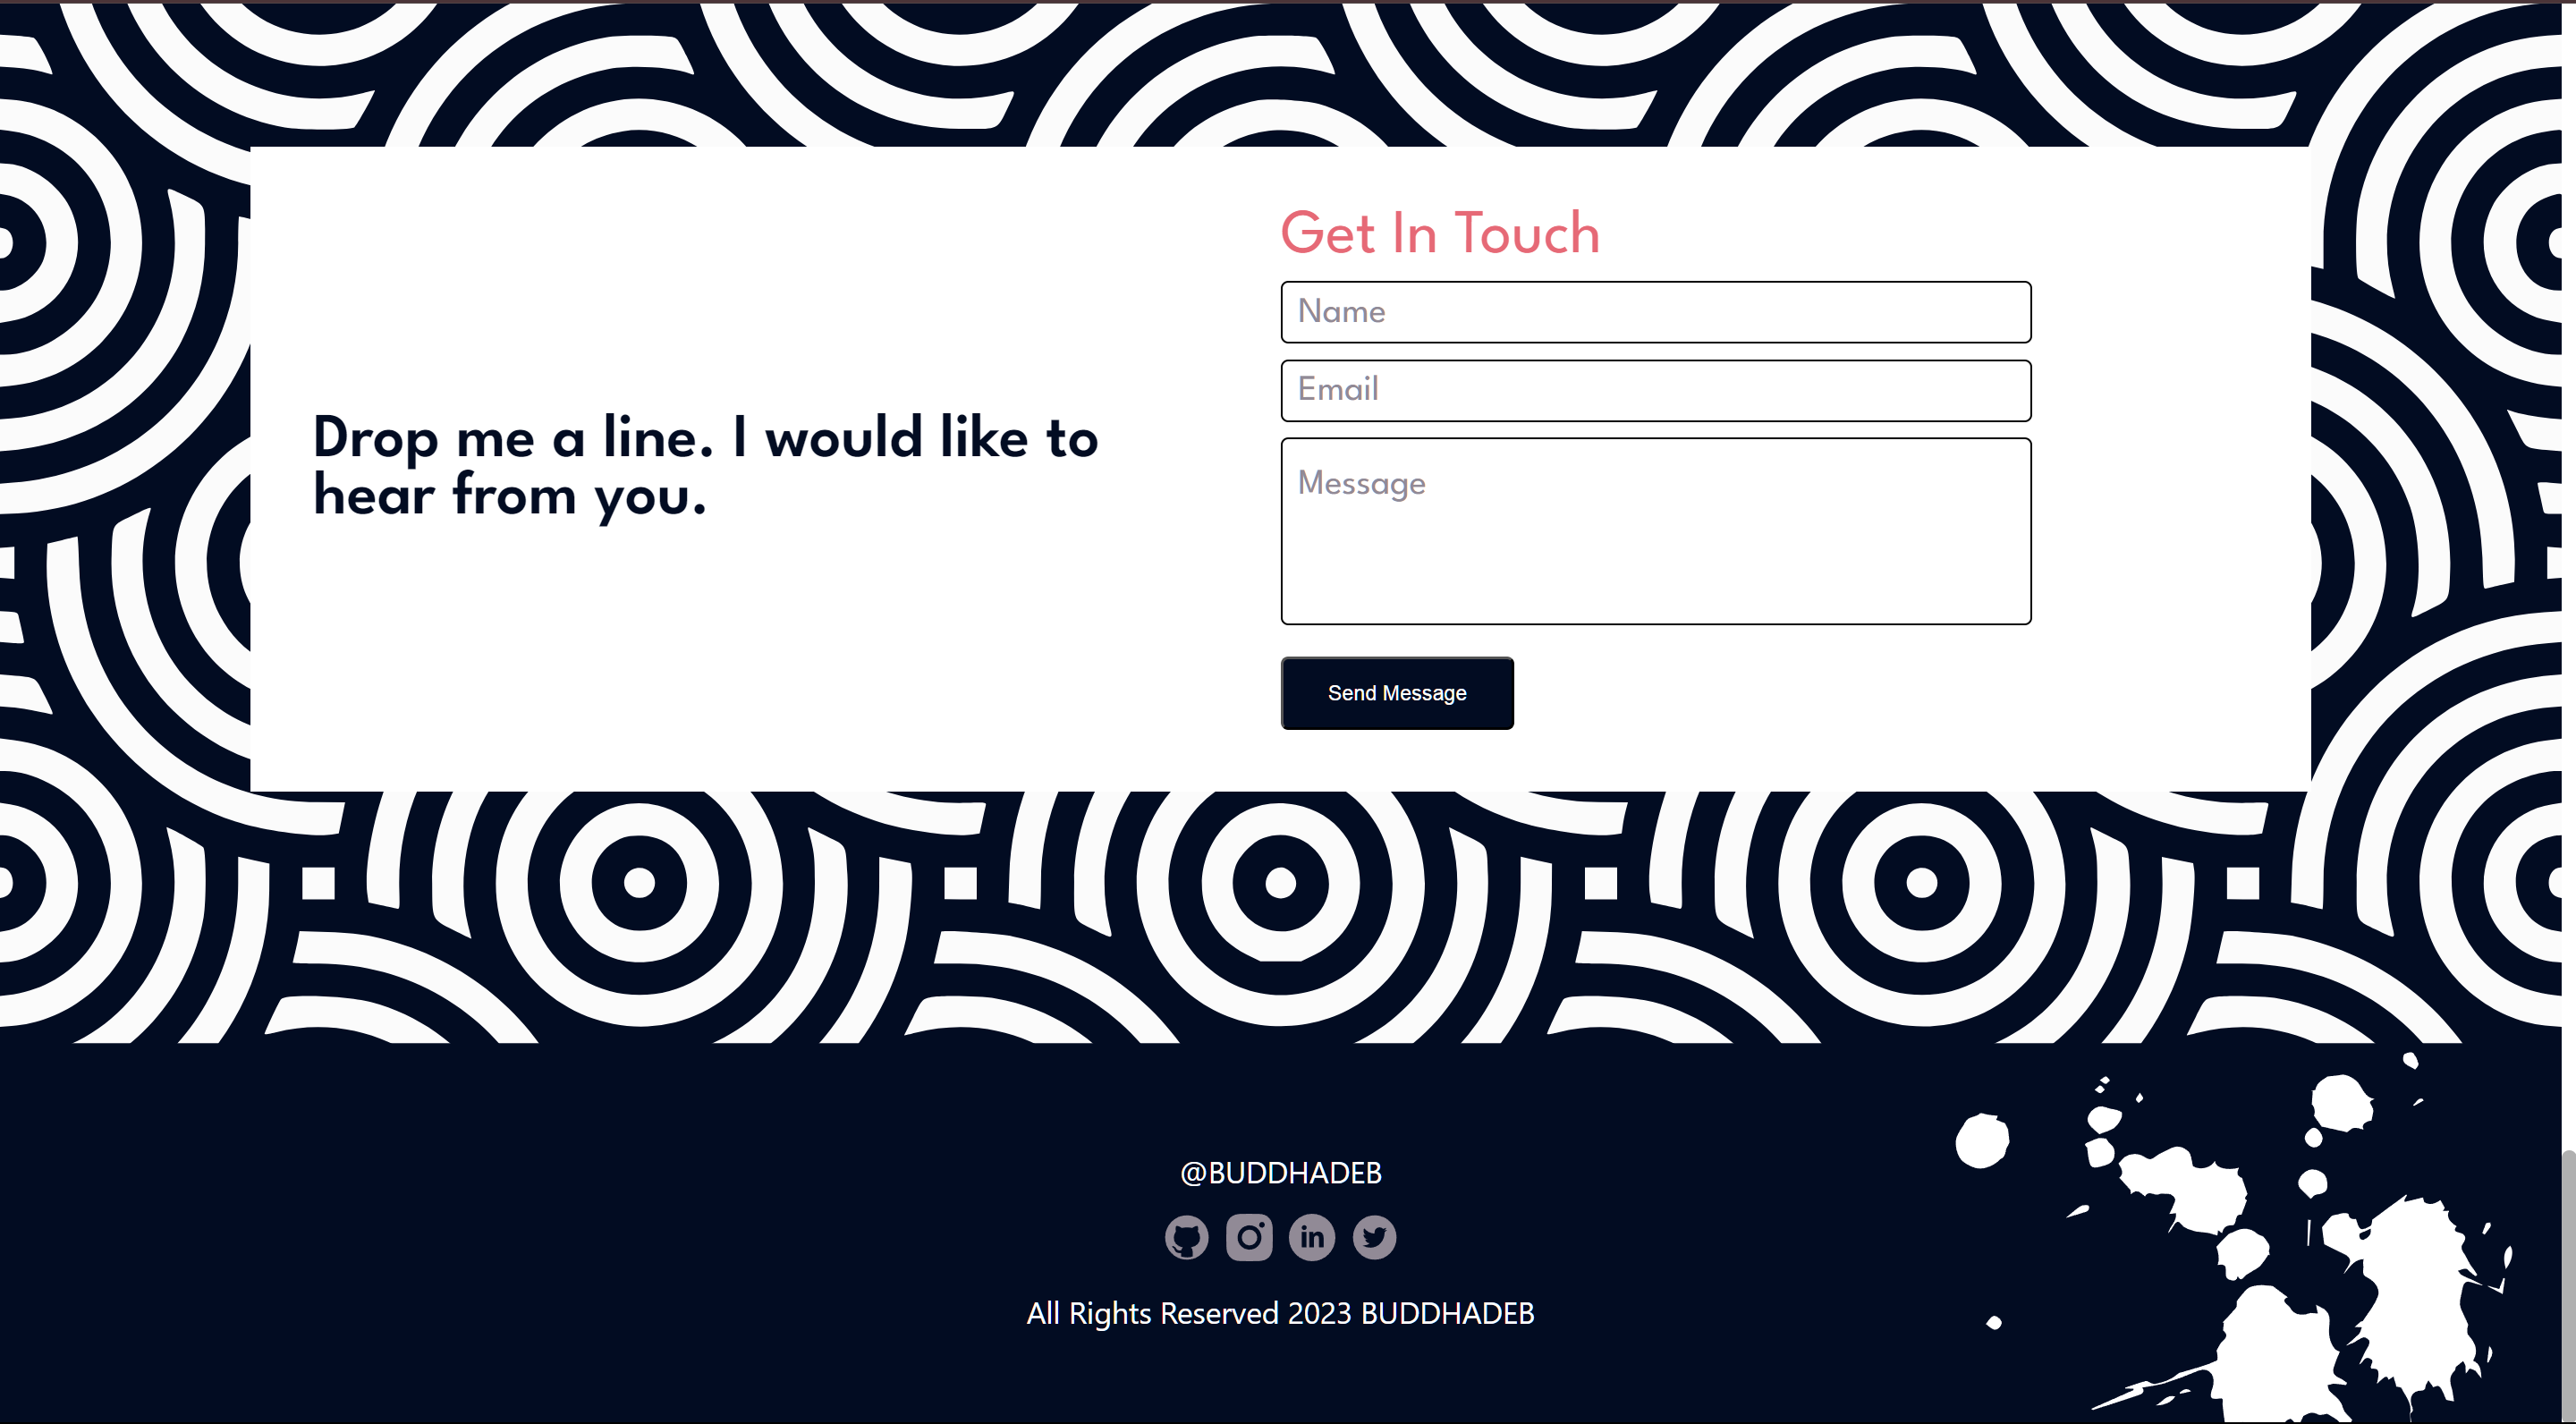 Get In Touch
Name
Email
Drop me a line. I would like to
hear from you.
Message
Send Message
@BUDDHADEB
in
All Rights Reserved 2023 BUDDHADEB